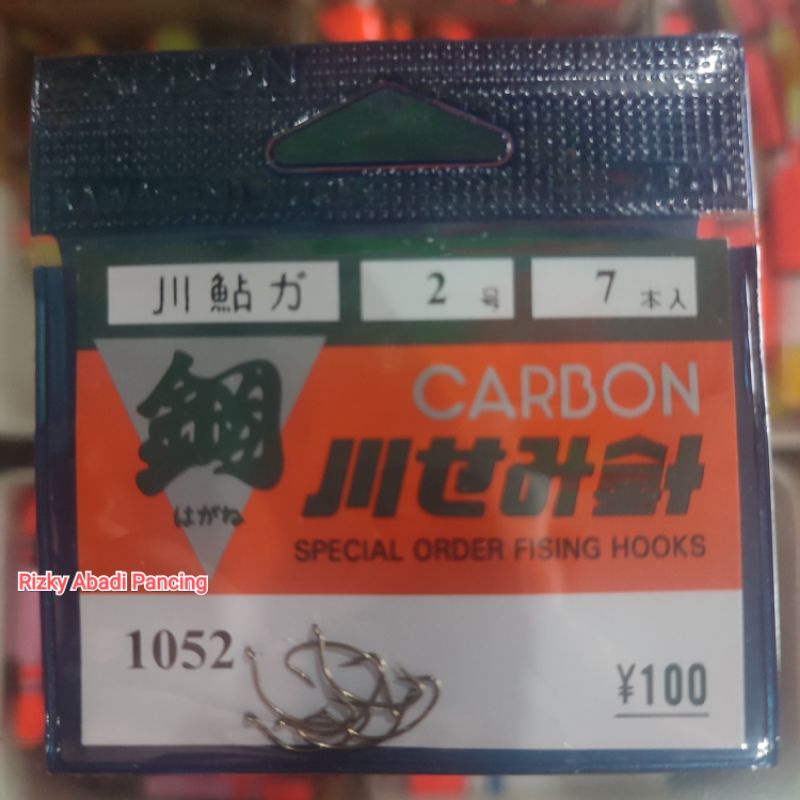 CARBON
川鮎ガ 2号 7本入
鋼
はがね
CARBON
川せみ針
SPECIAL ORDER FISING HOOKS
Rizky Abadi Pancing
1052
¥100